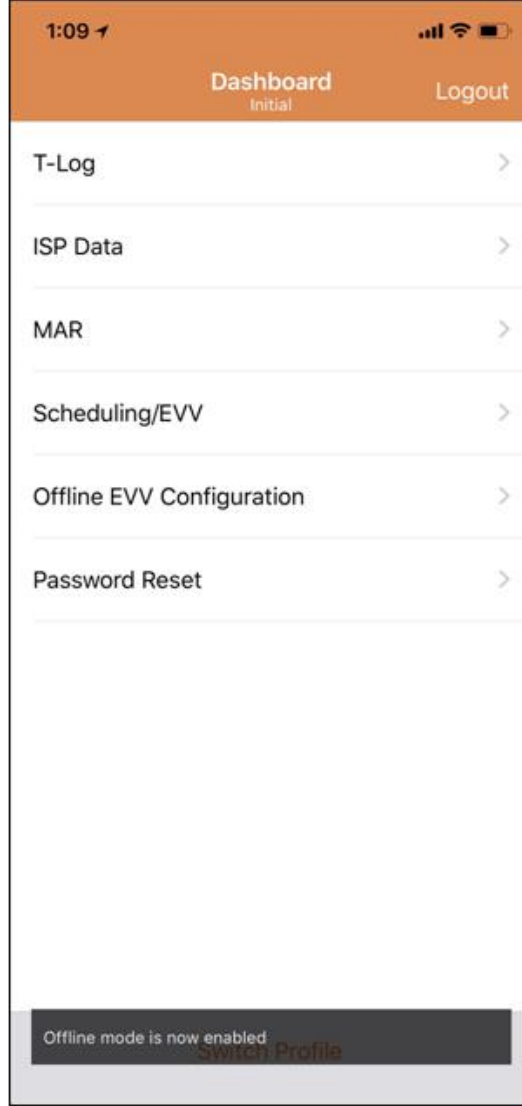 1:09
Dashboard
Initial
Logout
T-Log
ISP Data
MAR
Scheduling/EVV
Offline EVV Configuration
Password Reset
Offline mode is now enabled
Switch Profile